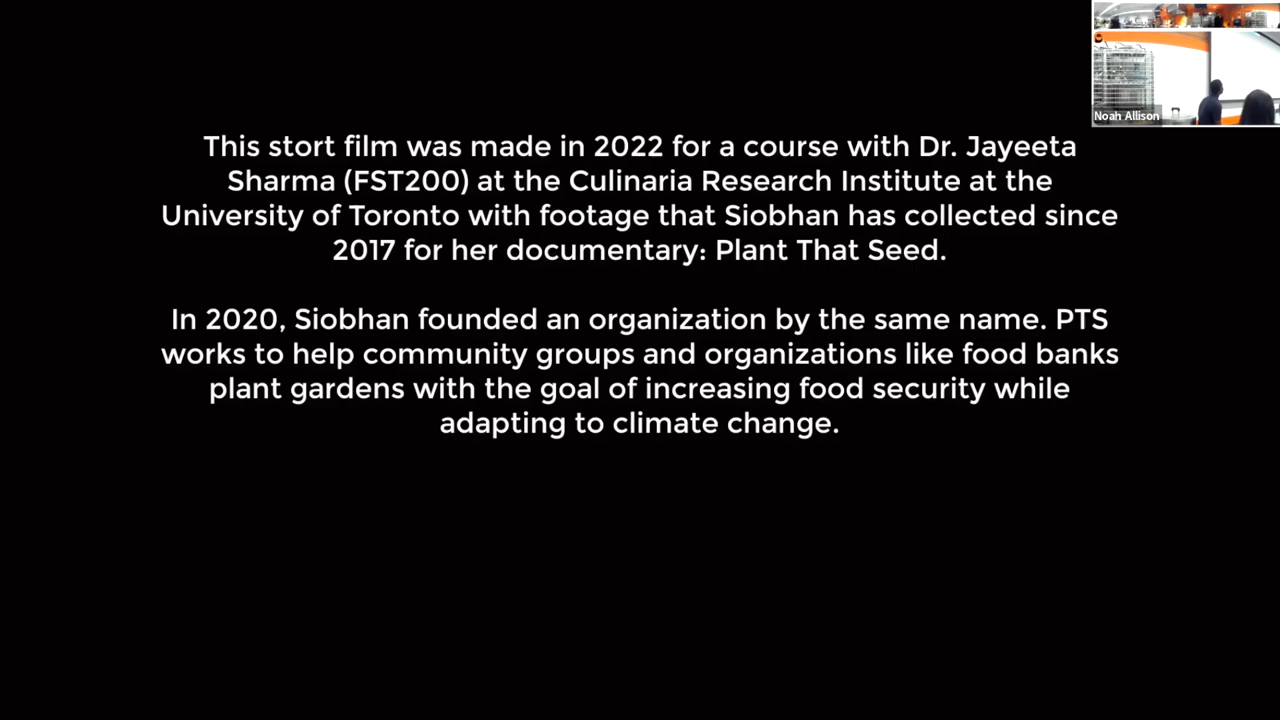 This stort film was made in 2022 for a course with Dr. Jayeeta
Sharma (FST200) at the Culinaria Research Institute at the
University of Toronto with footage that Siobhan has collected since
2017 for her documentary: Plant That Seed.
In 2020, Siobhan founded an organization by the same name. PTS
works to help community groups and organizations like food banks
plant gardens with the goal of increasing food security while
adapting to climate change.
Noah Allison